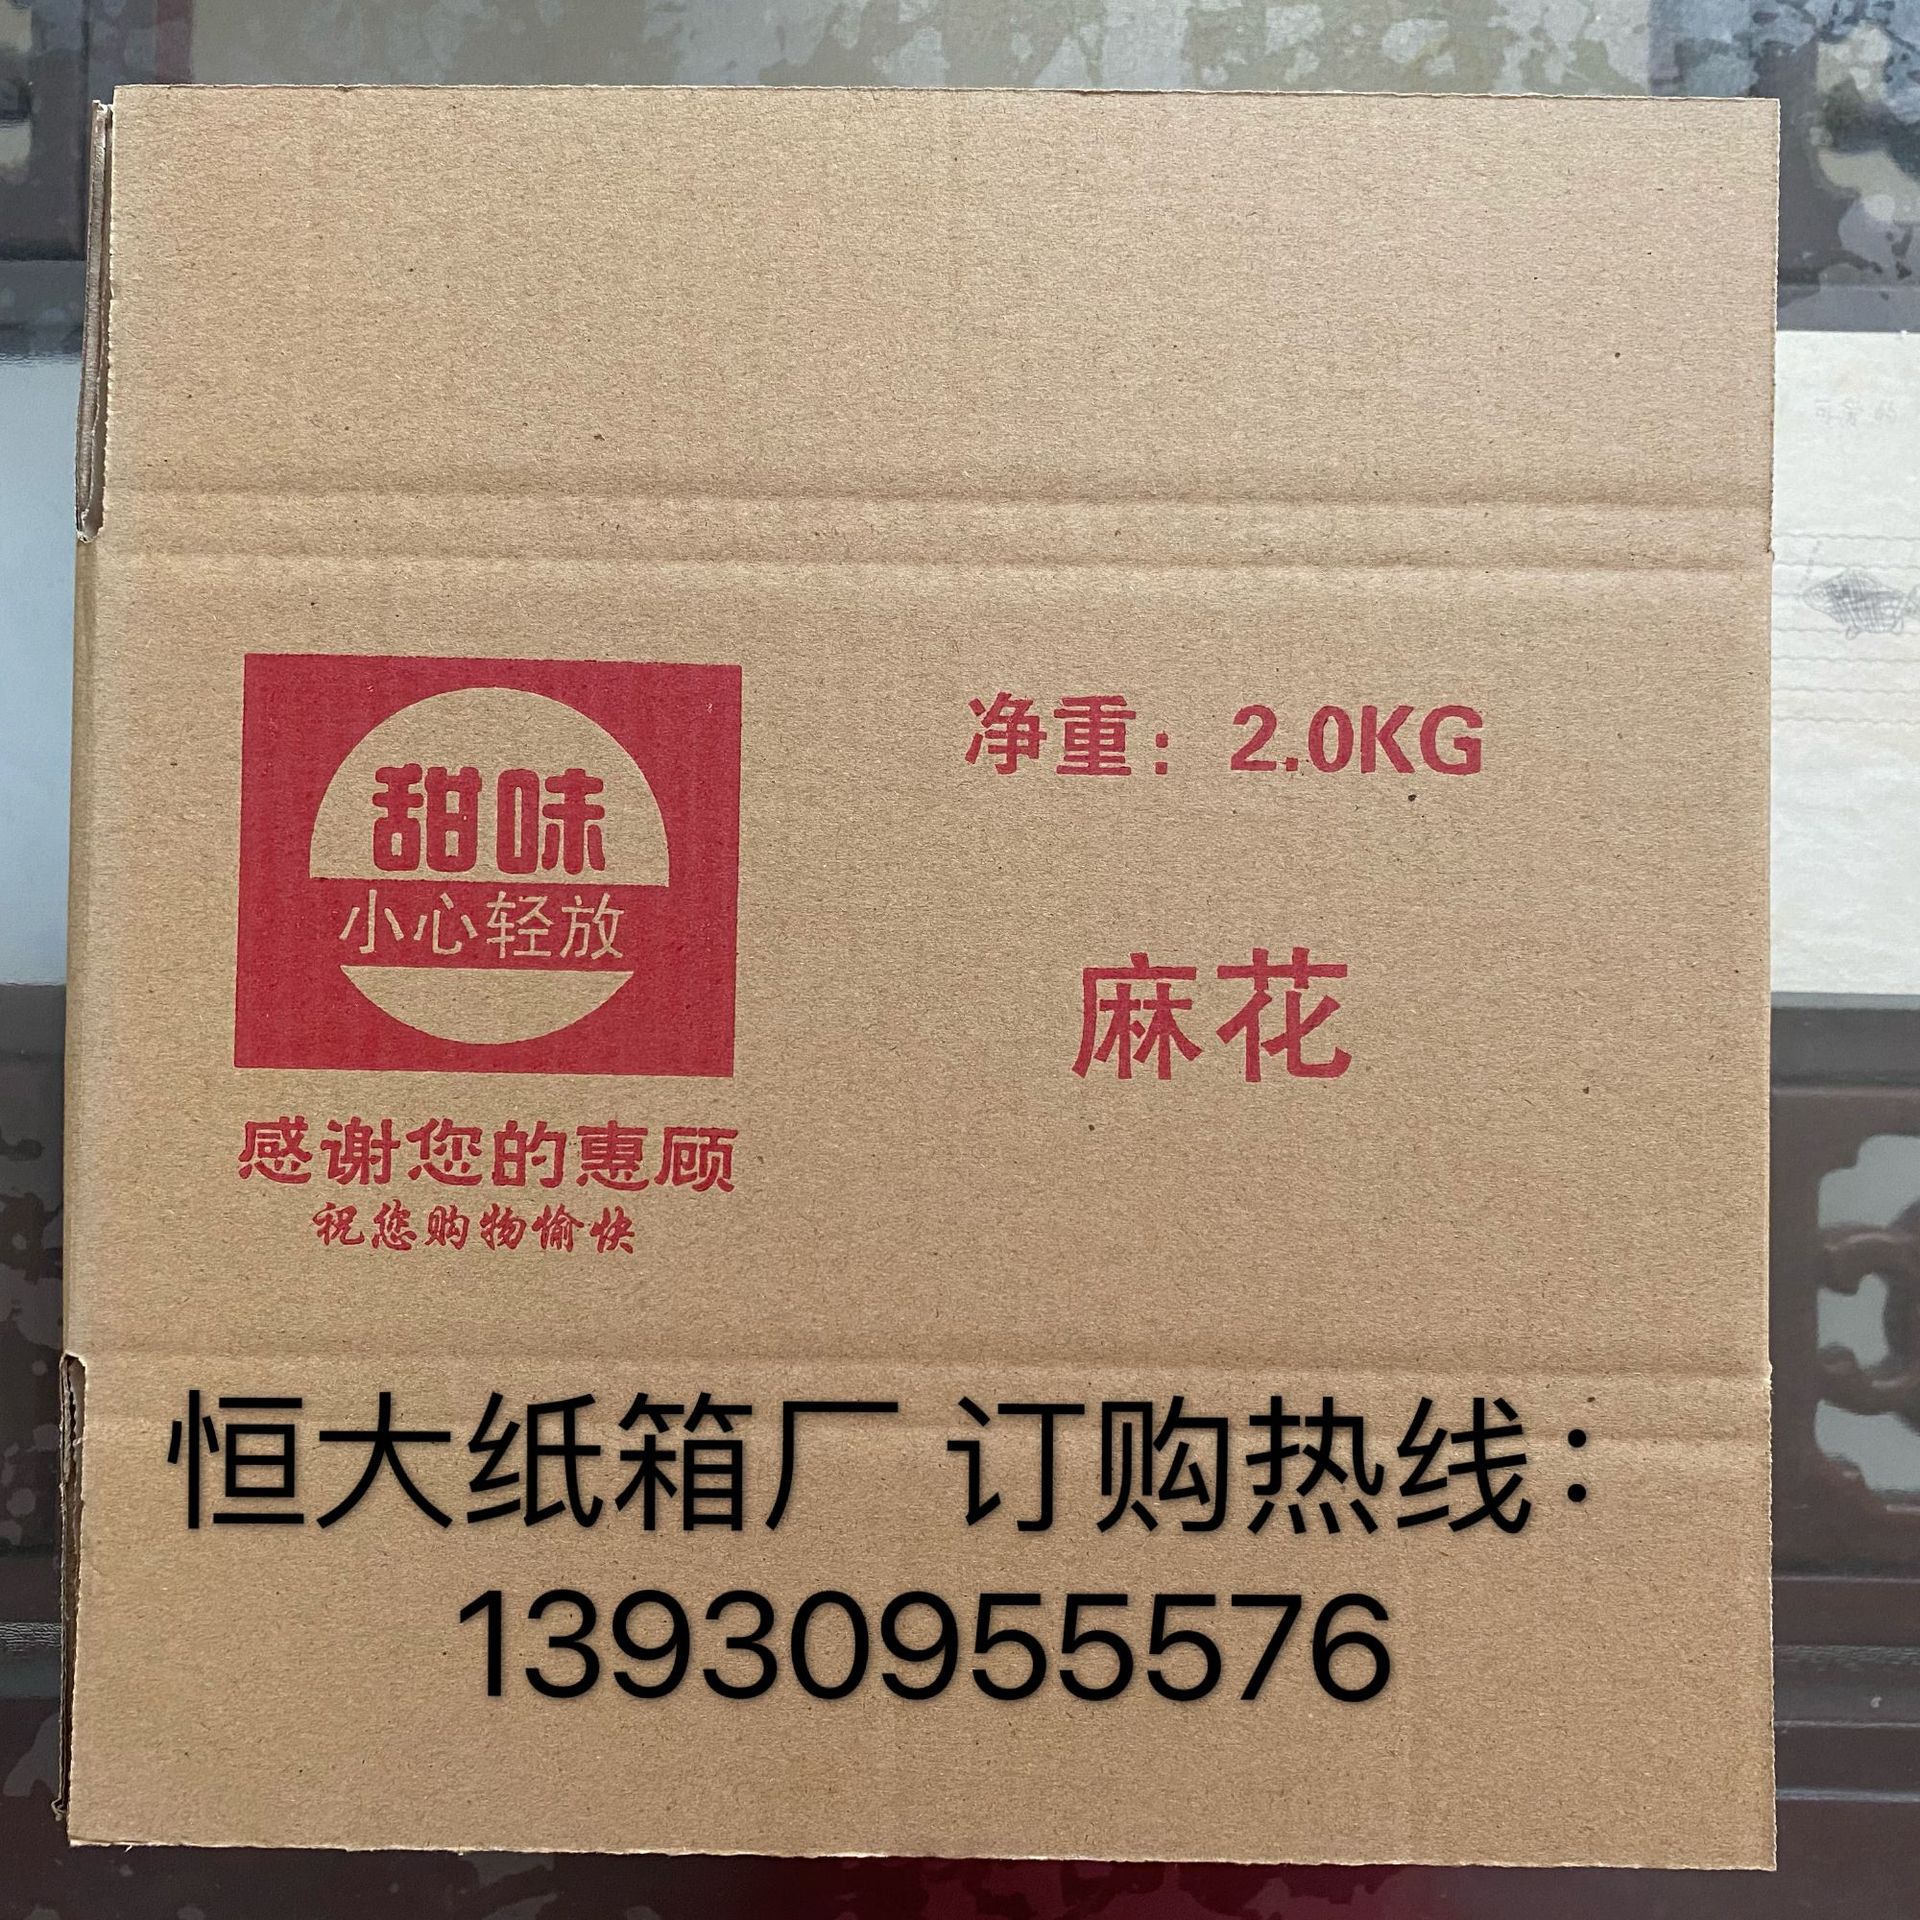 甜味
小心轻放
感谢您的惠顾
祝您购物愉快
净重：2.0KG
麻花
恒大纸箱厂 订购热线：
13930955576